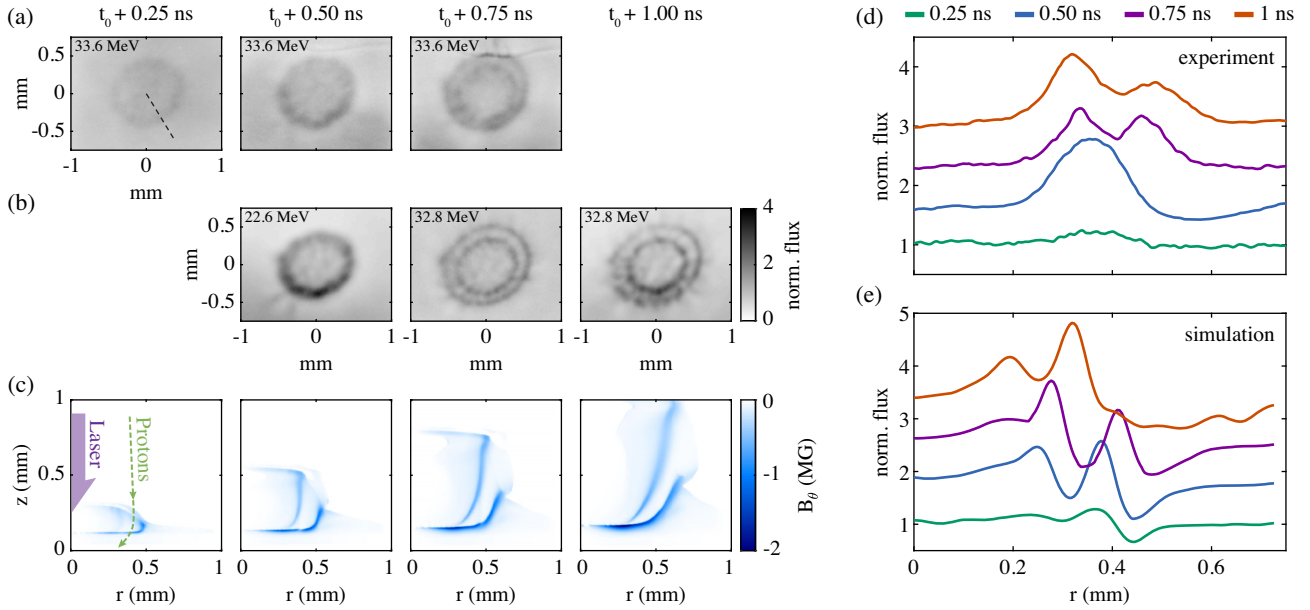 (a)
t₀ + 0.25 ns
t₀ + 0.50 ns
t₀ + 0.75 ns
t₀ + 1.00 ns
33.6 MeV
33.6 MeV
33.6 MeV
0.5
0
-0.5
mm
-1
0
1
mm
(b)
22.6 MeV
32.8 MeV
32.8 MeV
0.5
0
-0.5
mm
-1
0
1
mm
-1
0
1
mm
-1
0
1
mm
4
2
0
norm. flux
(c)
Laser
Protons
1
0.5
0
z (mm)
0
0.5
1
r (mm)
0
0.5
1
r (mm)
0
0.5
1
r (mm)
0
0.5
1
r (mm)
0
-1
-2
B_θ (MG)
(d)
0.25 ns
0.50 ns
0.75 ns
1 ns
experiment
4
3
2
1
norm. flux
(e)
simulation
5
4
3
2
1
norm. flux
0
0.2
0.4
0.6
r (mm)